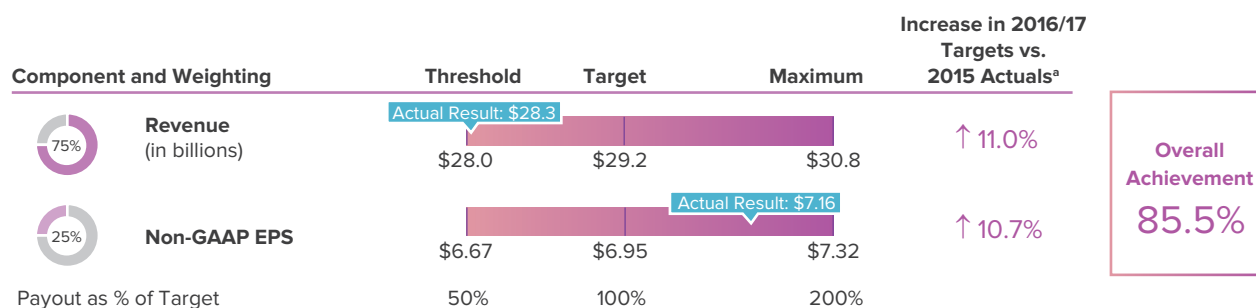 Increase in 2016/17
Targets vs.
2015 Actualsᵃ
Component and Weighting Threshold Target Maximum
Actual Result: $28.3
75% Revenue
(in billions)
$28.0 $29.2 $30.8
↑ 11.0%
Actual Result: $7.16
25% Non-GAAP EPS
$6.67 $6.95 $7.32
↑ 10.7%
Payout as % of Target 50% 100% 200%
Overall
Achievement
85.5%